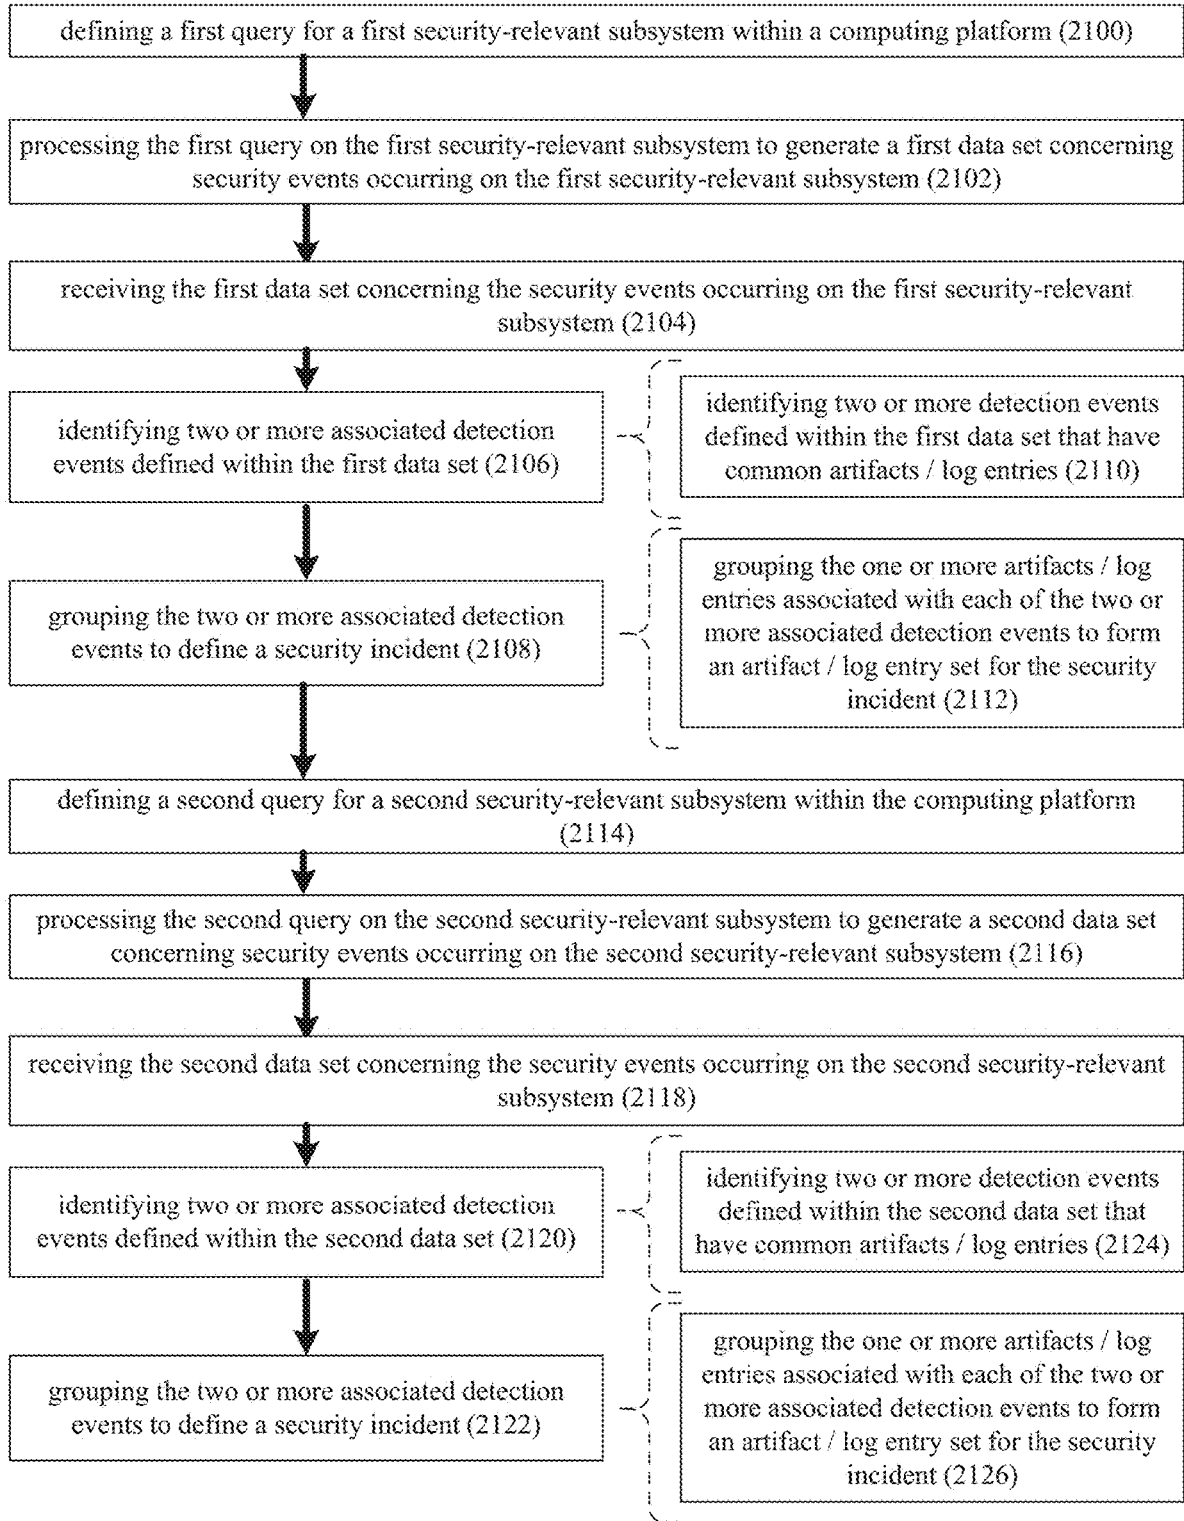 defining a first query for a first security-relevant subsystem within a computing platform (2100)
processing the first query on the first security-relevant subsystem to generate a first data set concerning
security events occurring on the first security-relevant subsystem (2102)
receiving the first data set concerning the security events occurring on the first security-relevant
subsystem (2104)
identifying two or more associated detection
events defined within the first data set (2106)
identifying two or more detection events
defined within the first data set that have
common artifacts / log entries (2110)
grouping the two or more associated detection
events to define a security incident (2108)
grouping the one or more artifacts / log
entries associated with each of the two or
more associated detection events to form
an artifact / log entry set for the security
incident (2112)
defining a second query for a second security-relevant subsystem within the computing platform
(2114)
processing the second query on the second security-relevant subsystem to generate a second data set
concerning security events occurring on the second security-relevant subsystem (2116)
receiving the second data set concerning the security events occurring on the second security-relevant
subsystem (2118)
identifying two or more associated detection
events defined within the second data set (2120)
identifying two or more detection events
defined within the second data set that
have common artifacts / log entries (2124)
grouping the two or more associated detection
events to define a security incident (2122)
grouping the one or more artifacts / log
entries associated with each of the two or
more associated detection events to form
an artifact / log entry set for the security
incident (2126)